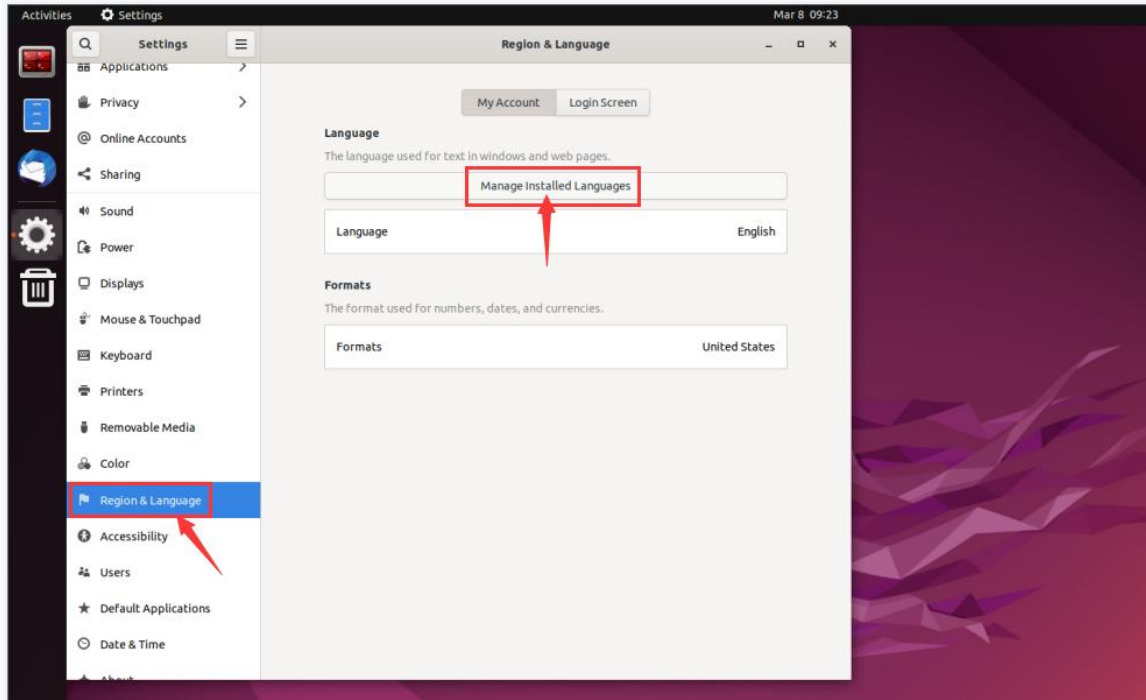 Activities Settings Mar 8 09:23
Settings Region & Language
Applications
Privacy
Online Accounts
Sharing
Sound
Power
Displays
Mouse & Touchpad
Keyboard
Printers
Removable Media
Color
Region & Language
Accessibility
Users
Default Applications
Date & Time
About
My Account Login Screen
Language
The language used for text in windows and web pages.
Manage Installed Languages
Language English
Formats
The format used for numbers, dates, and currencies.
Formats United States